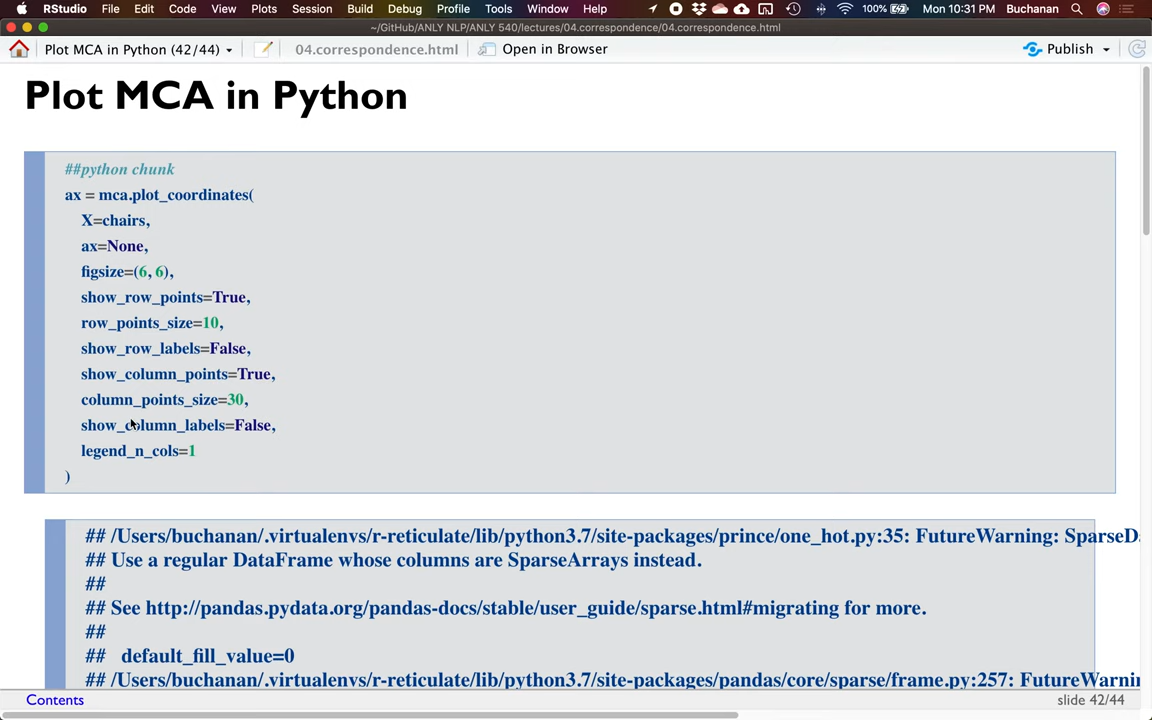 RStudio File Edit Code View Plots Session Build Debug Profile Tools Window Help 100% Mon 10:31 PM Buchanan
~/GitHub/ANLY NLP/ANLY 540/lectures/04.correspondence/04.correspondence.html
Plot MCA in Python (42/44) 04.correspondence.html Open in Browser Publish
Plot MCA in Python
##python chunk
ax = mca.plot_coordinates(
X=chairs,
ax=None,
figsize=(6, 6),
show_row_points=True,
row_points_size=10,
show_row_labels=False,
show_column_points=True,
column_points_size=30,
show_column_labels=False,
legend_n_cols=1
)
## /Users/buchanan/.virtualenvs/r-reticulate/lib/python3.7/site-packages/prince/one_hot.py:35: FutureWarning: SparseD
## Use a regular DataFrame whose columns are SparseArrays instead.
##
## See http://pandas.pydata.org/pandas-docs/stable/user_guide/sparse.html#migrating for more.
##
## default_fill_value=0
## /Users/buchanan/.virtualenvs/r-reticulate/lib/python3.7/site-packages/pandas/core/sparse/frame.py:257: FutureWarnin
Contents slide 42/44